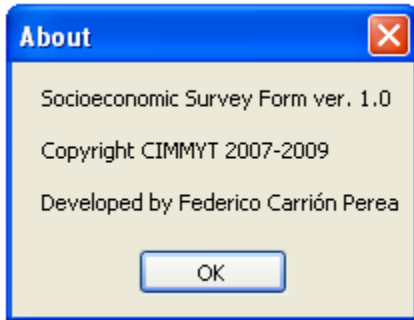 About
Socioeconomic Survey Form ver. 1.0
Copyright CIMMYT 2007-2009
Developed by Federico Carrión Perea
OK